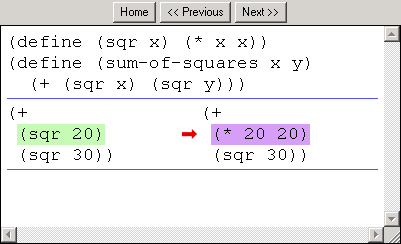 Home << Previous Next >>
(define (sqr x) (* x x))
(define (sum-of-squares x y)
(+ (sqr x) (sqr y)))
(+ (+
(sqr 20) (* 20 20)
(sqr 30)) (sqr 30))